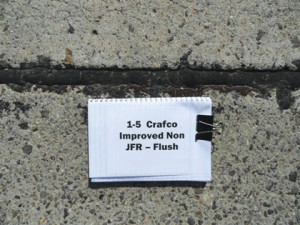 1-5 Crafco
Improved Non
JFR – Flush